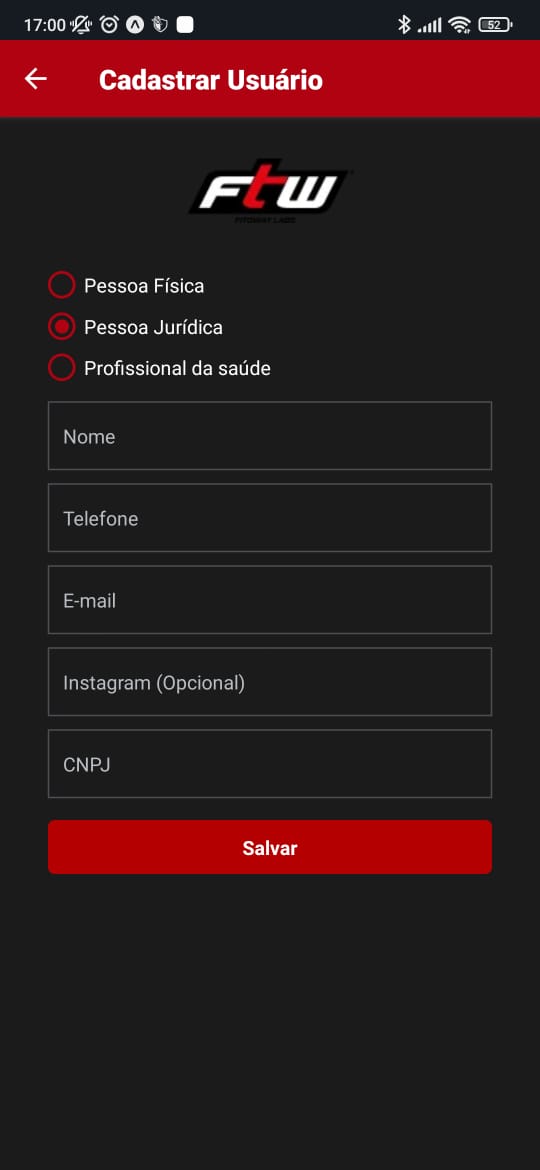 17:00
52
Cadastrar Usuário
FTW
FITOWAY LABS
Pessoa Física
Pessoa Jurídica
Profissional da saúde
Nome
Telefone
E-mail
Instagram (Opcional)
CNPJ
Salvar